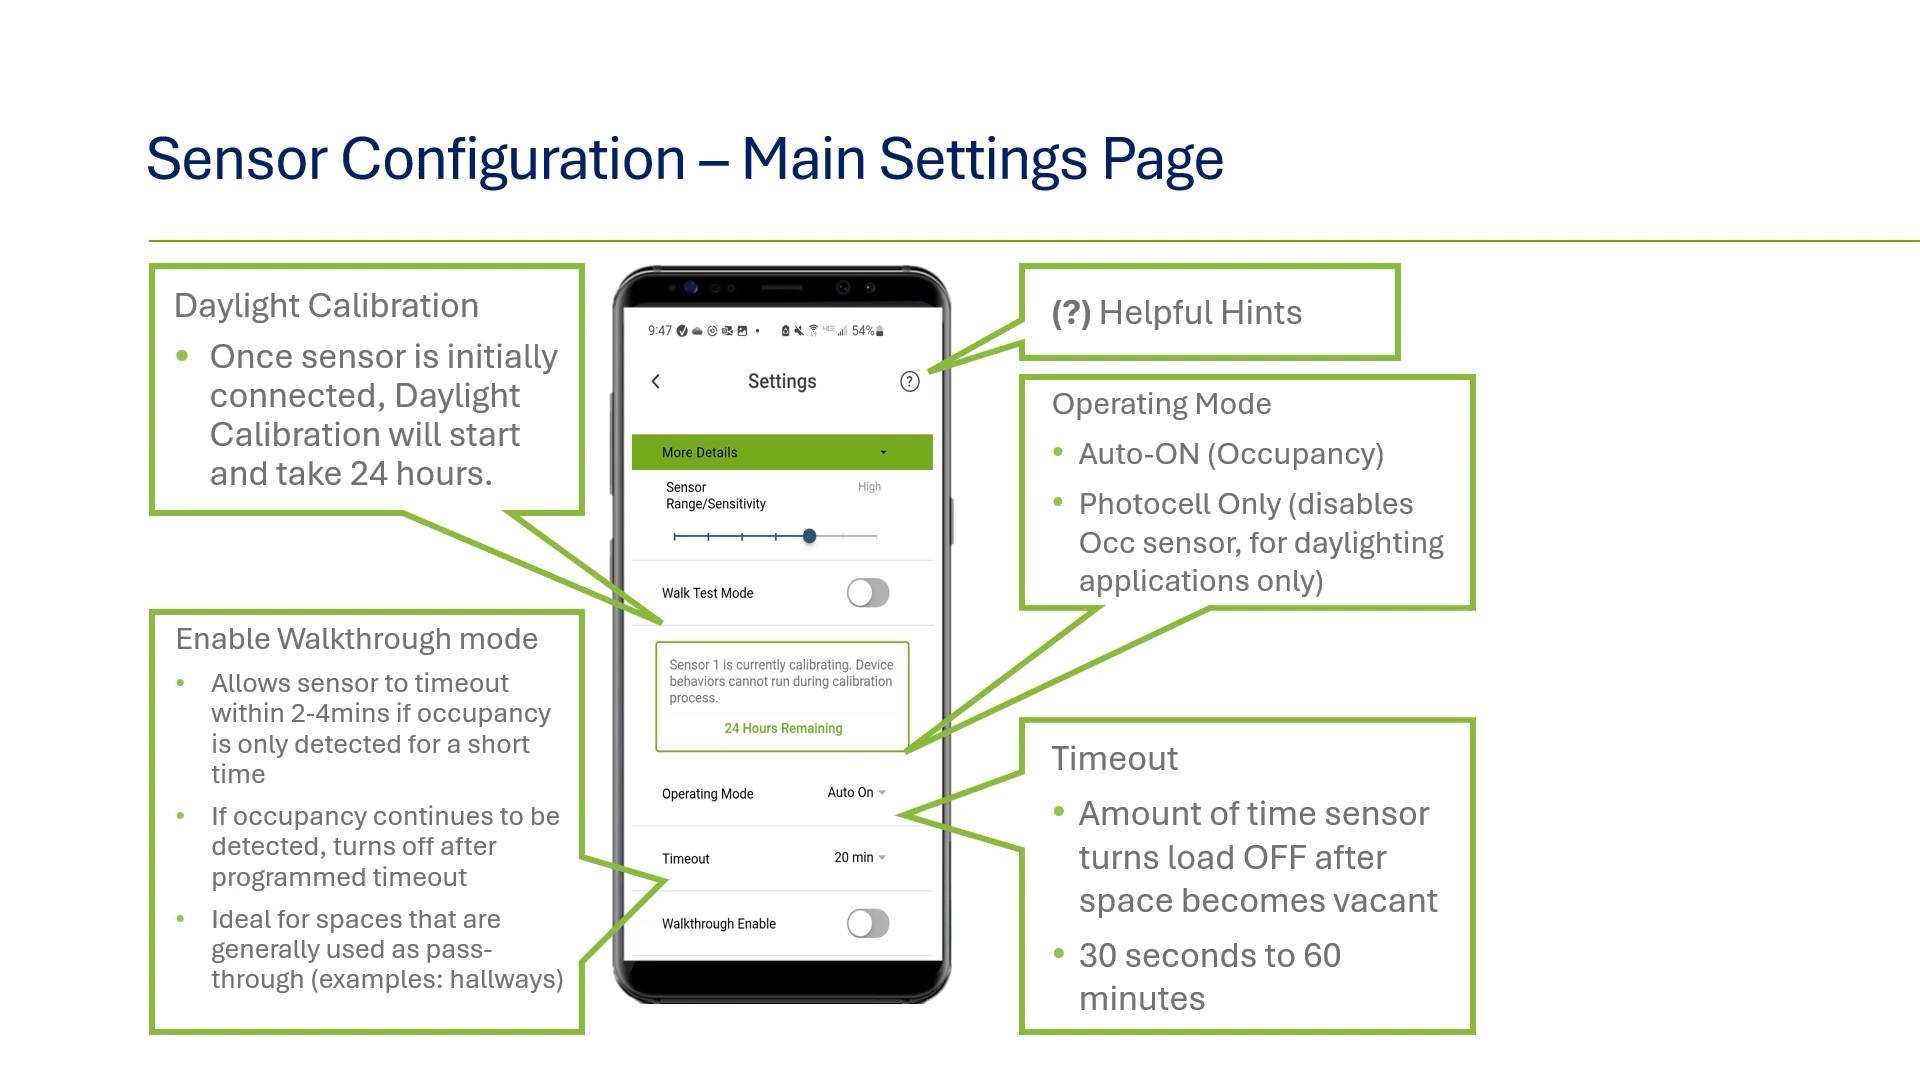 Sensor Configuration – Main Settings Page
Daylight Calibration
• Once sensor is initially
connected, Daylight
Calibration will start
and take 24 hours.
Enable Walkthrough mode
• Allows sensor to timeout
within 2-4mins if occupancy
is only detected for a short
time
• If occupancy continues to be
detected, turns off after
programmed timeout
• Ideal for spaces that are
generally used as pass-
through (examples: hallways)
9:47 54%
Settings
?
More Details
Sensor
Range/Sensitivity
High
Walk Test Mode
Sensor 1 is currently calibrating. Device
behaviors cannot run during calibration
process.
24 Hours Remaining
Operating Mode Auto On
Timeout 20 min
Walkthrough Enable
(?) Helpful Hints
Operating Mode
• Auto-ON (Occupancy)
• Photocell Only (disables
Occ sensor, for daylighting
applications only)
Timeout
• Amount of time sensor
turns load OFF after
space becomes vacant
• 30 seconds to 60
minutes